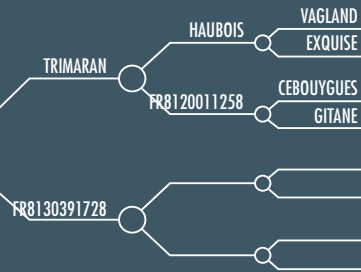 VAGLAND
HAUBOIS
EXQUISE
TRIMARAN
CEBOUYGUES
FR8120011258
GITANE
FR8130391728